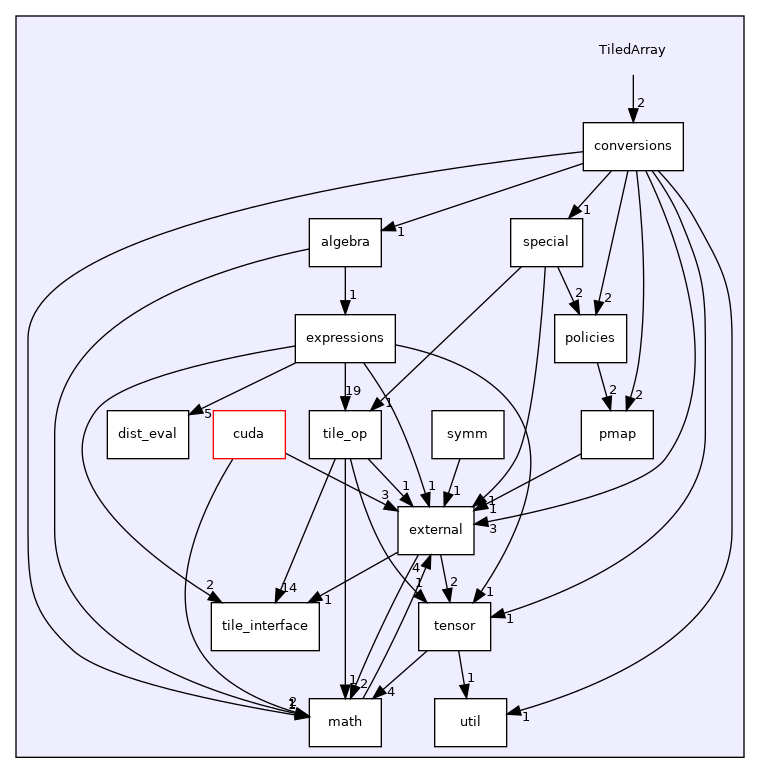 TiledArray
2
conversions
1
1
algebra
special
1
2
2
expressions
policies
19
1
2
2
5
dist_eval
cuda
tile_op
symm
pmap
3
1
1
1
1
1
3
external
2
14
1
4
1
2
1
1
tile_interface
tensor
1
2
4
1
1
2
1
math
util